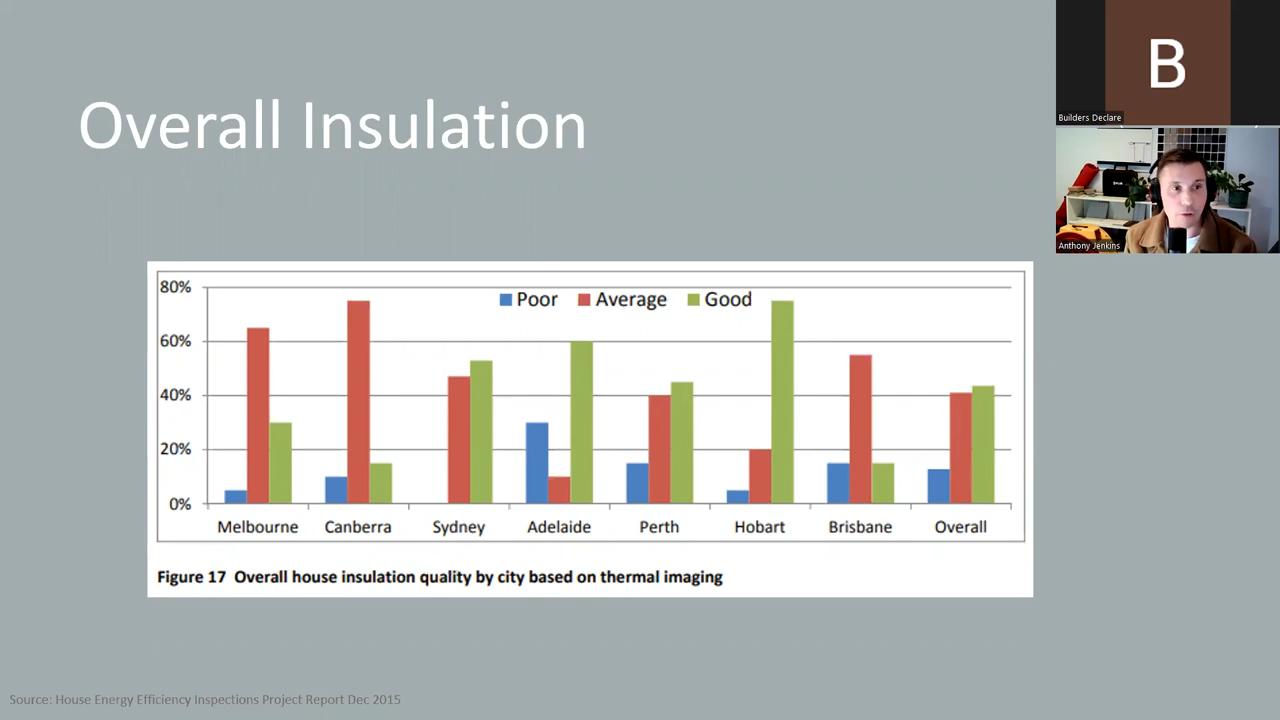 Overall Insulation
B
Builders Declare
Anthony Jenkins
80%
60%
40%
20%
0%
Poor Average Good
Melbourne Canberra Sydney Adelaide Perth Hobart Brisbane Overall
Figure 17 Overall house insulation quality by city based on thermal imaging
Source: House Energy Efficiency Inspections Project Report Dec 2015